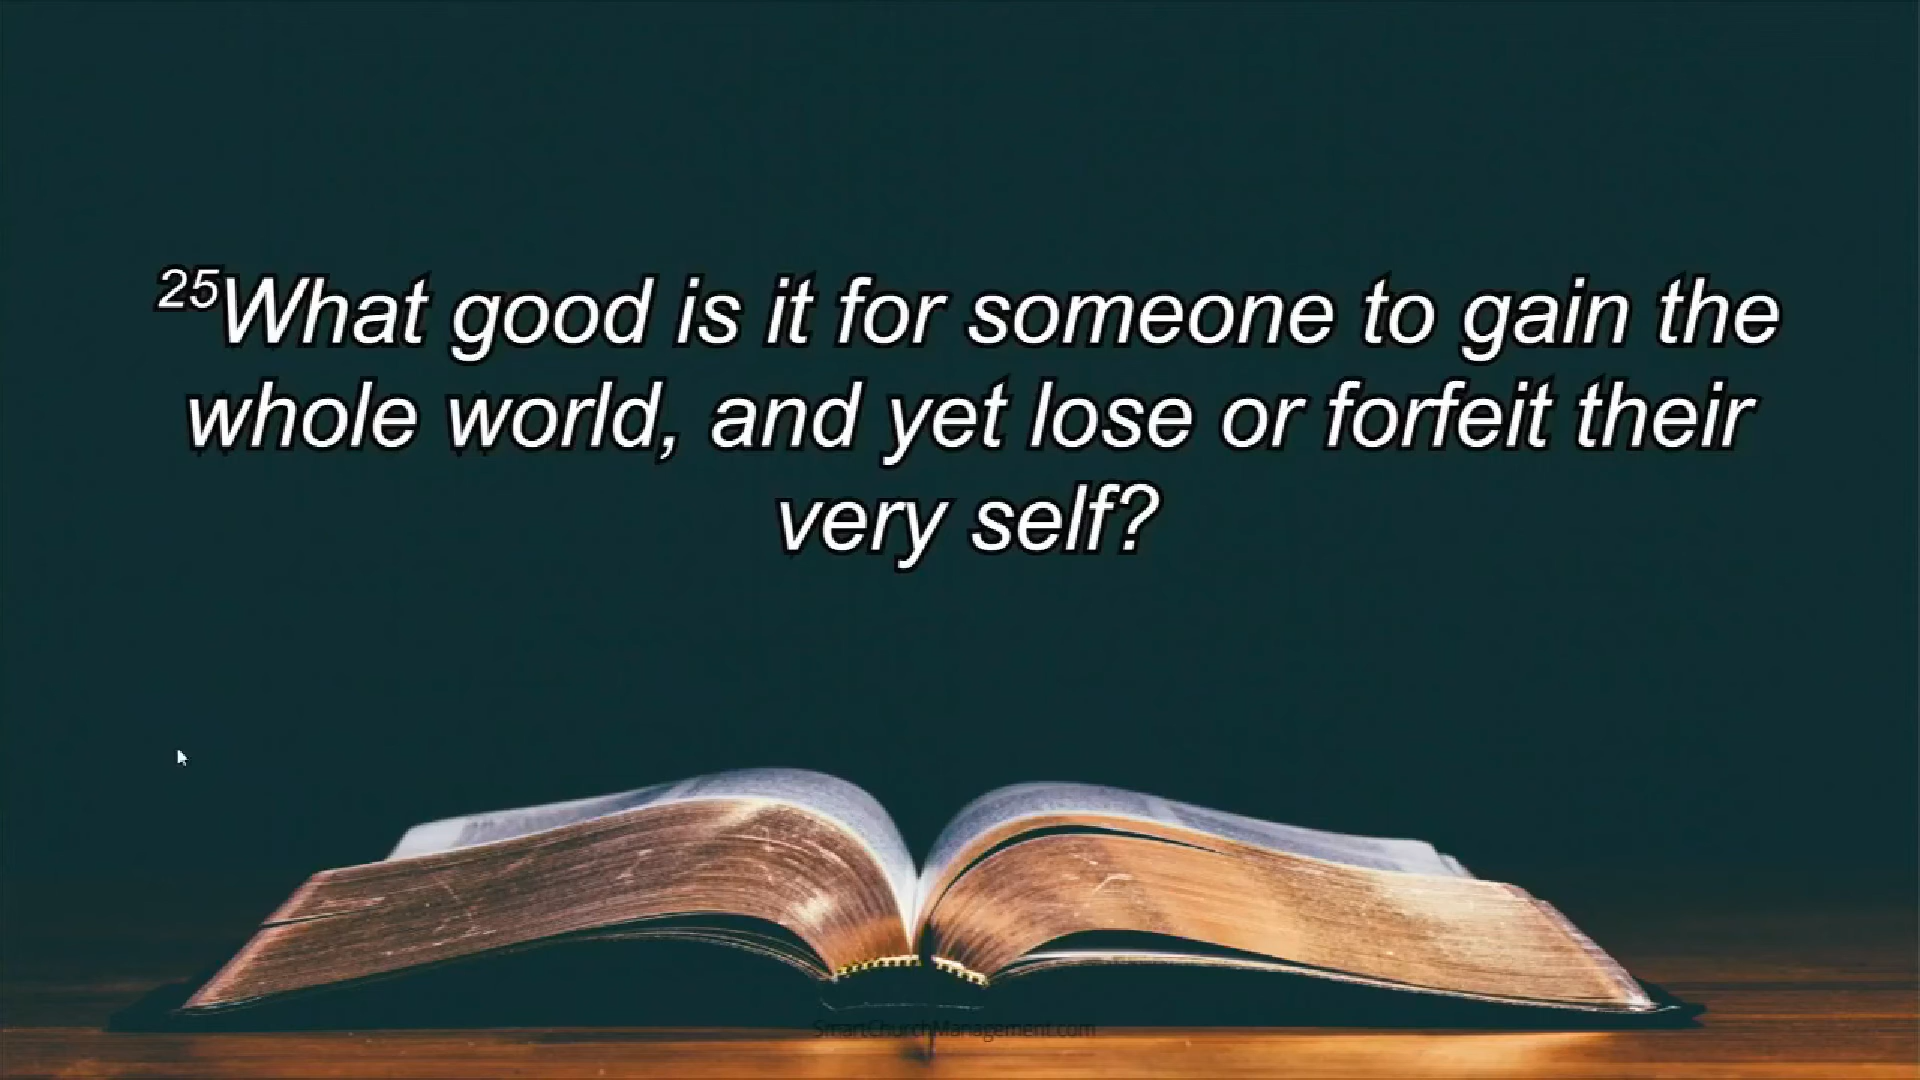 25What good is it for someone to gain the
whole world, and yet lose or forfeit their
very self?
SmartChurchManagement.com